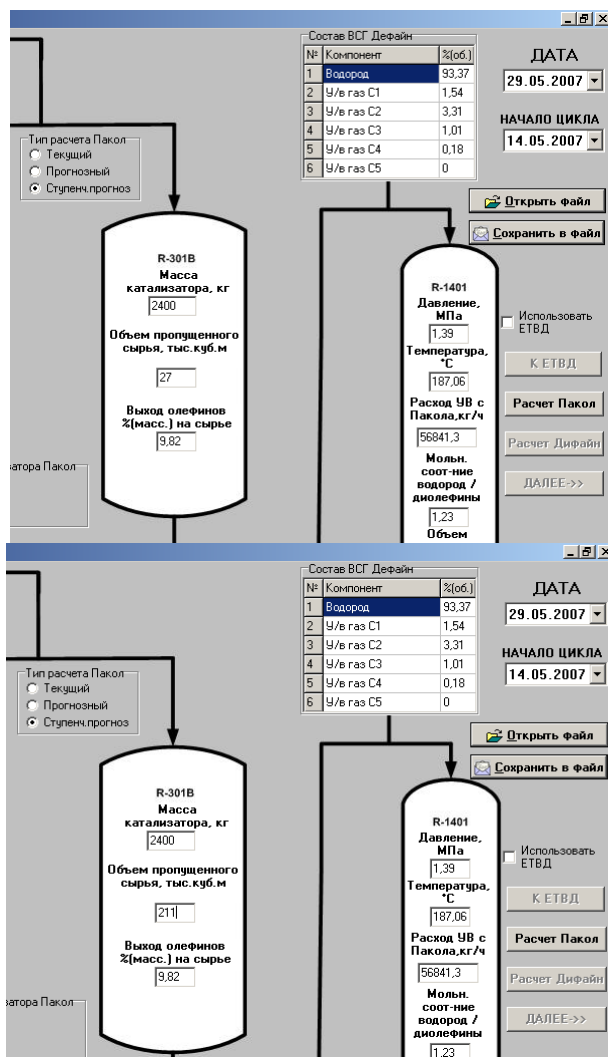 Состав ВСГ Дефайн
№ Компонент %(об.)
1 Водород 93,37
2 У/в газ С1 1,54
3 У/в газ С2 3,31
4 У/в газ С3 1,01
5 У/в газ С4 0,18
6 У/в газ С5 0
ДАТА
29.05.2007
НАЧАЛО ЦИКЛА
14.05.2007
Тип расчета Пакол
Текущий
Прогнозный
Ступенч.прогноз
Открыть файл
Сохранить в файл
R-301B
Масса
катализатора, кг
2400
Объем пропущенного
сырья, тыс.куб.м
27
Выход олефинов
%(масс.) на сырье
9,82
затора Пакол
R-1401
Давление,
МПа
1,39
Температура,
°С
187,06
Расход УВ с
Пакола,кг/ч
56841,3
Мольн.
соот-ние
водород /
диолефины
1,23
Объем
Использовать
ЕТВД
К ЕТВД
Расчет Пакол
Расчет Дифайн
ДАЛЕЕ->>
Состав ВСГ Дефайн
№ Компонент %(об.)
1 Водород 93,37
2 У/в газ С1 1,54
3 У/в газ С2 3,31
4 У/в газ С3 1,01
5 У/в газ С4 0,18
6 У/в газ С5 0
ДАТА
29.05.2007
НАЧАЛО ЦИКЛА
14.05.2007
Тип расчета Пакол
Текущий
Прогнозный
Ступенч.прогноз
Открыть файл
Сохранить в файл
R-301B
Масса
катализатора, кг
2400
Объем пропущенного
сырья, тыс.куб.м
211
Выход олефинов
%(масс.) на сырье
9,82
затора Пакол
R-1401
Давление,
МПа
1,39
Температура,
°С
187,06
Расход УВ с
Пакола,кг/ч
56841,3
Мольн.
соот-ние
водород /
диолефины
1,23
Использовать
ЕТВД
К ЕТВД
Расчет Пакол
Расчет Дифайн
ДАЛЕЕ->>